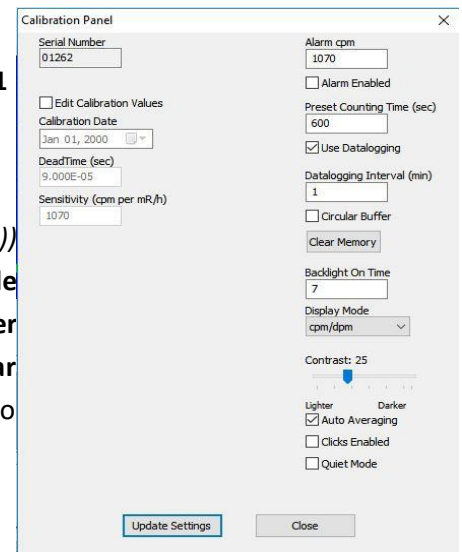 Calibration Panel
Serial Number
01262
Edit Calibration Values
Calibration Date
Jan 01, 2000
DeadTime (sec)
9.000E-05
Sensitivity (cpm per mR/h)
1070
Alarm cpm
1070
Alarm Enabled
Preset Counting Time (sec)
600
Use Datalogging
Datalogging Interval (min)
1
Circular Buffer
Clear Memory
Backlight On Time
7
Display Mode
cpm/dpm
Contrast: 25
Lighter Darker
Auto Averaging
Clicks Enabled
Quiet Mode
Update Settings Close